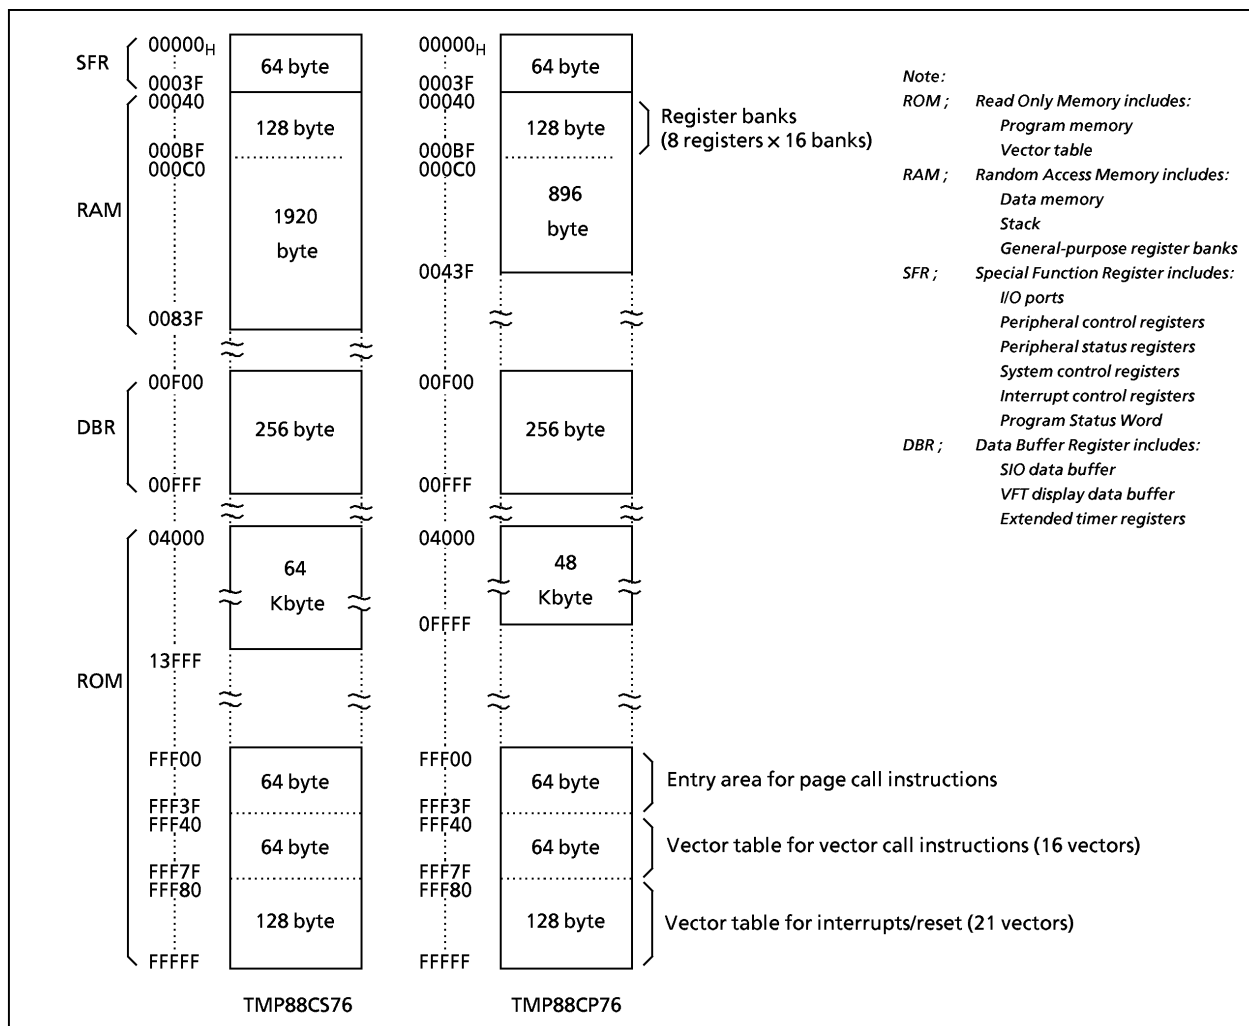 SFR
00000H
0003F
64 byte
RAM
00040
128 byte
000BF
000C0
1920
byte
0083F
DBR
00F00
256 byte
00FFF
ROM
04000
64
Kbyte
13FFF
FFF00
64 byte
FFF3F
FFF40
64 byte
FFF7F
FFF80
128 byte
FFFFF
TMP88CS76
00000H
64 byte
0003F
00040
128 byte
000BF
000C0
896
byte
0043F
00F00
256 byte
00FFF
04000
48
Kbyte
0FFFF
FFF00
64 byte
FFF3F
FFF40
64 byte
FFF7F
FFF80
128 byte
FFFFF
TMP88CP76
Register banks
(8 registers × 16 banks)
Entry area for page call instructions
Vector table for vector call instructions (16 vectors)
Vector table for interrupts/reset (21 vectors)
Note:
ROM ; Read Only Memory includes:
Program memory
Vector table
RAM ; Random Access Memory includes:
Data memory
Stack
General-purpose register banks
SFR ; Special Function Register includes:
I/O ports
Peripheral control registers
Peripheral status registers
System control registers
Interrupt control registers
Program Status Word
DBR ; Data Buffer Register includes:
SIO data buffer
VFT display data buffer
Extended timer registers